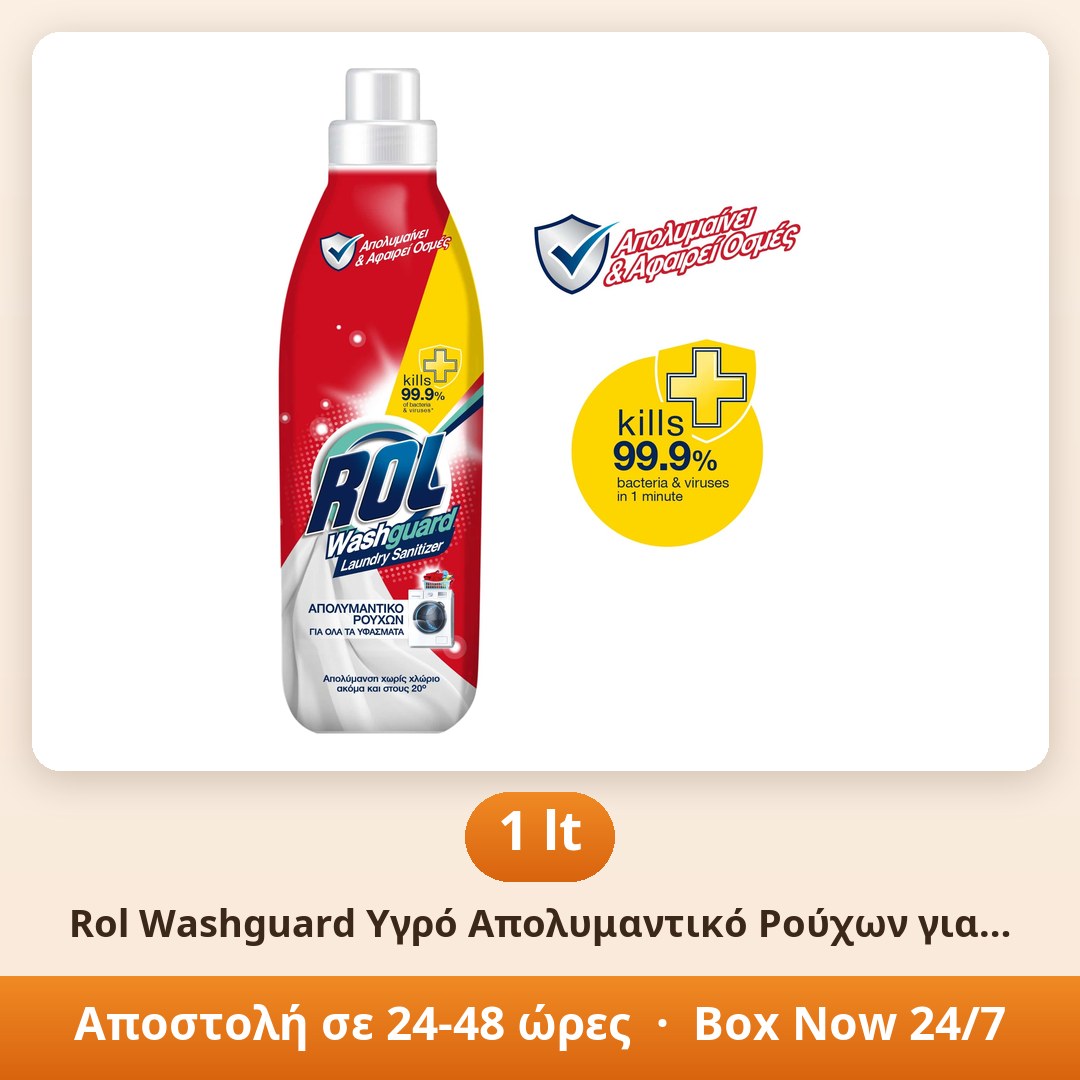 Απολυμαίνει
& Αφαιρεί Οσμές
kills
99.9%
of bacteria
& viruses*
ROL
Washguard
Laundry Sanitizer
ΑΠΟΛΥΜΑΝΤΙΚΟ
ΡΟΥΧΩΝ
ΓΙΑ ΟΛΑ ΤΑ ΥΦΑΣΜΑΤΑ
Απολύμανση χωρίς χλώριο
ακόμα και στους 20º
Απολυμαίνει
& Αφαιρεί Οσμές
kills
99.9%
bacteria & viruses
in 1 minute
1 lt
Rol Washguard Υγρό Απολυμαντικό Ρούχων για...
Αποστολή σε 24-48 ώρες · Box Now 24/7